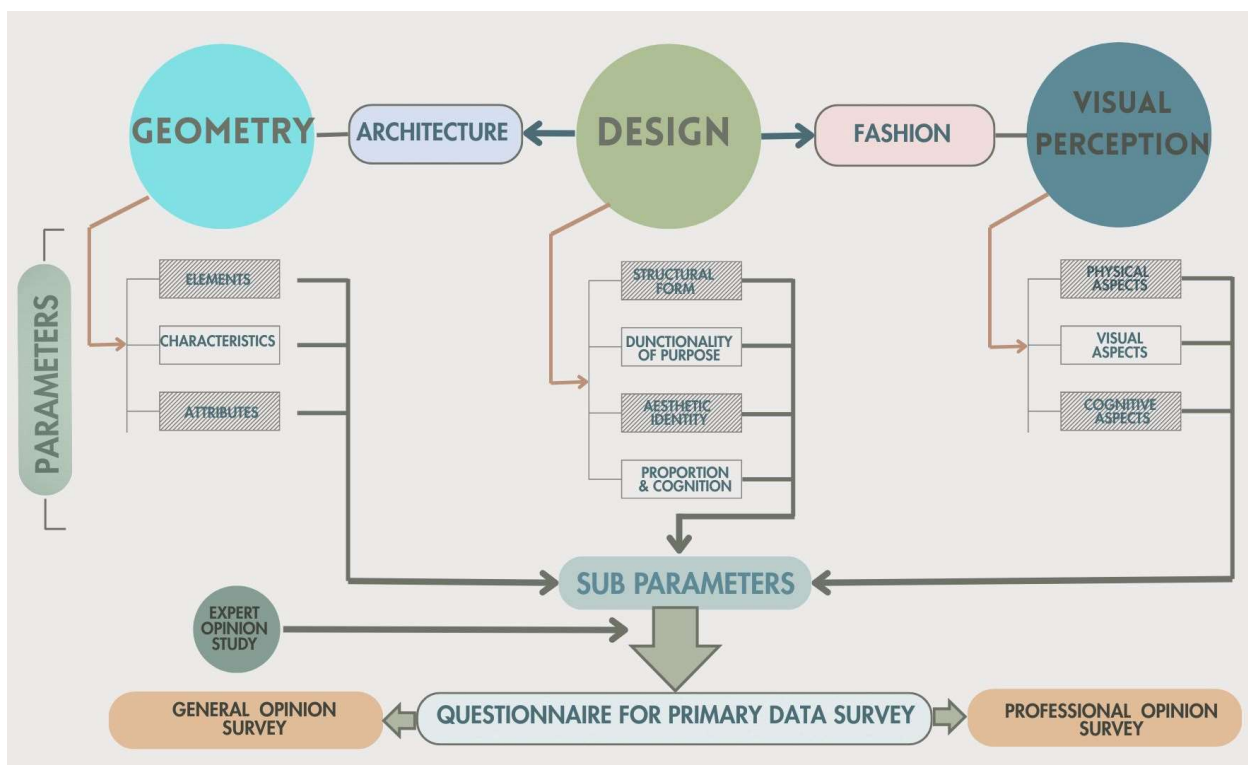 GEOMETRY
ARCHITECTURE
DESIGN
FASHION
VISUAL
PERCEPTION
PARAMETERS
ELEMENTS
CHARACTERISTICS
ATTRIBUTES
STRUCTURAL
FORM
DUNCTIONALITY
OF PURPOSE
AESTHETIC
IDENTITY
PROPORTION
& COGNITION
PHYSICAL
ASPECTS
VISUAL
ASPECTS
COGNITIVE
ASPECTS
SUB PARAMETERS
EXPERT
OPINION
STUDY
GENERAL OPINION
SURVEY
QUESTIONNAIRE FOR PRIMARY DATA SURVEY
PROFESSIONAL OPINION
SURVEY